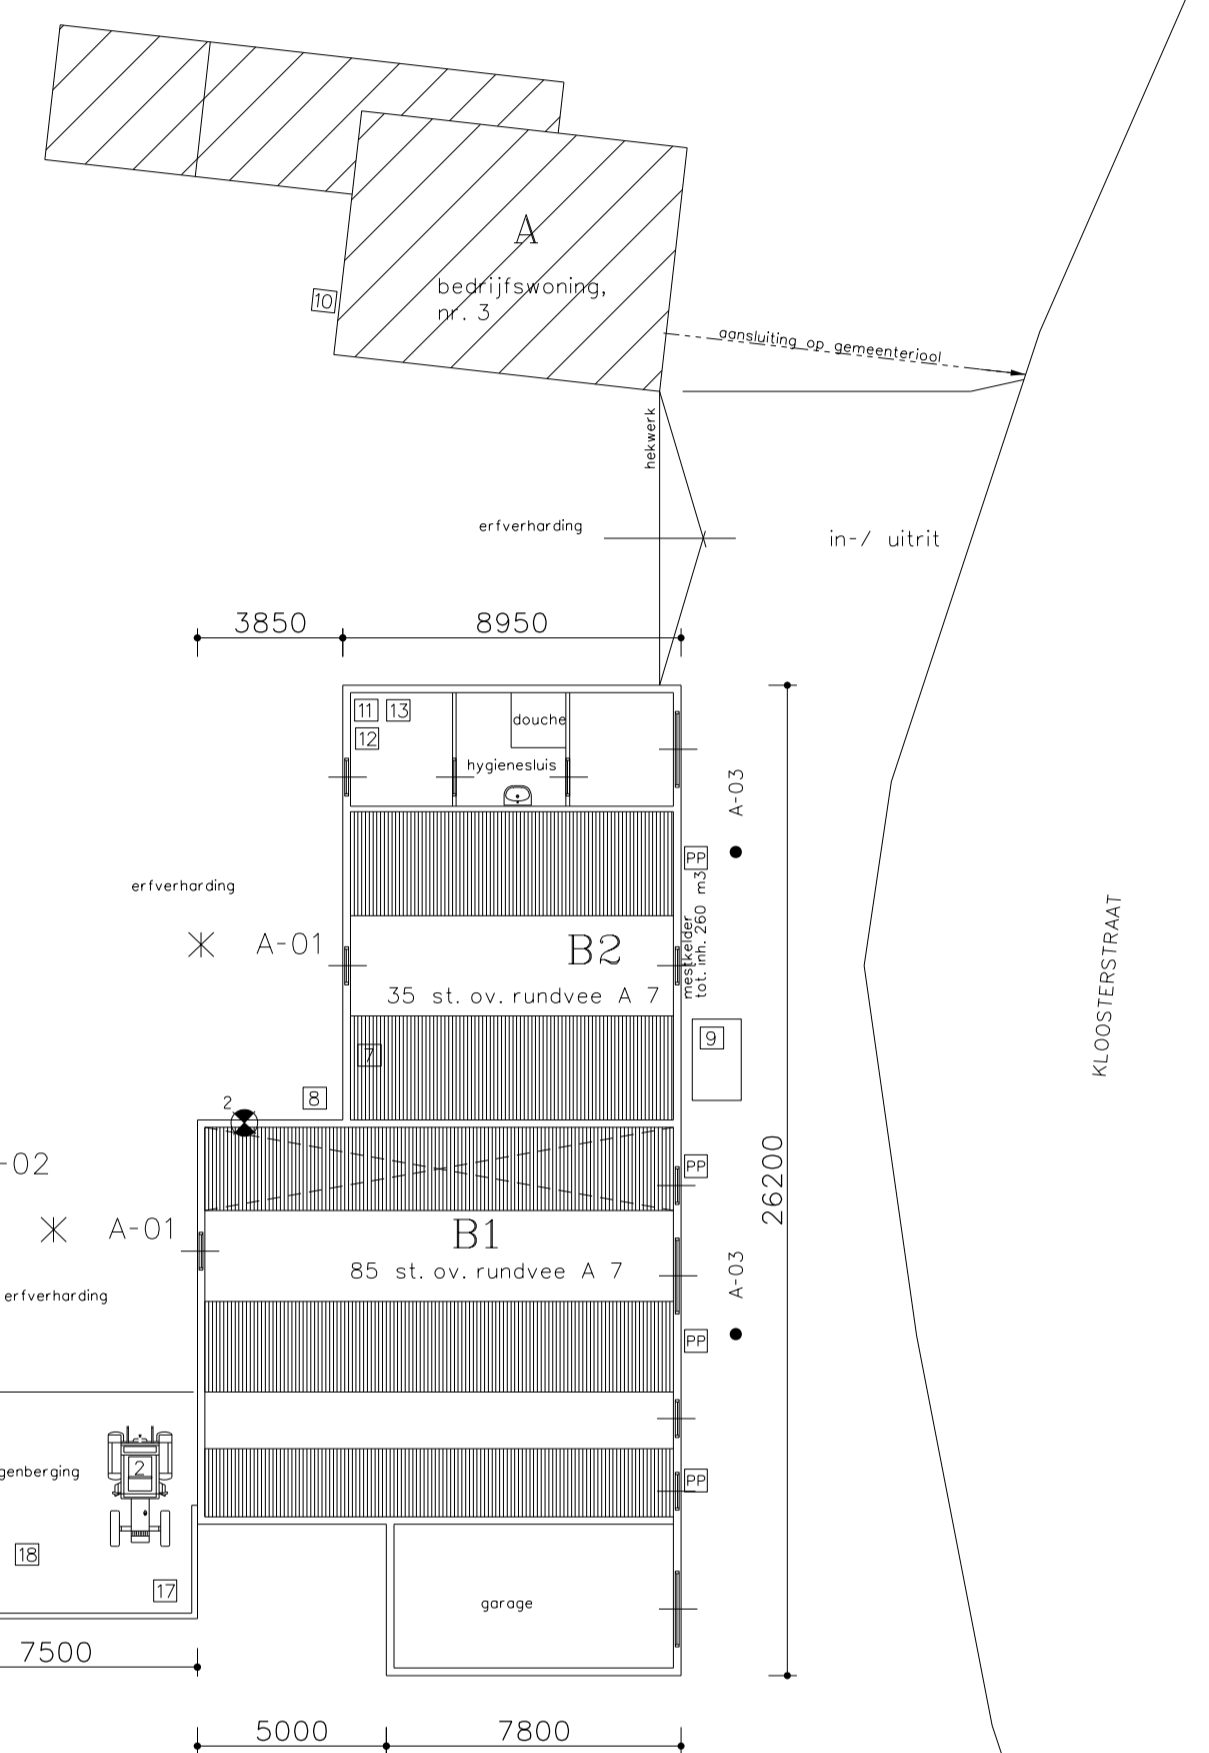 A
bedrijfswoning,
nr. 3
10
aansluiting op gemeenteriool
hekwerk
erfverharding
in-/ uitrit
3850
8950
11 13
12
douche
hygienesluis
A-03
PP
mestkelder
tot. inh. 260 m3
erfverharding
A-01
B2
35 st. ov. rundvee A 7
KLOOSTERSTRAAT
9
7
8
2
PP
26200
-02
A-01
B1
85 st. ov. rundvee A 7
A-03
erfverharding
PP
genberging
2
PP
18
17
garage
7500
5000
7800